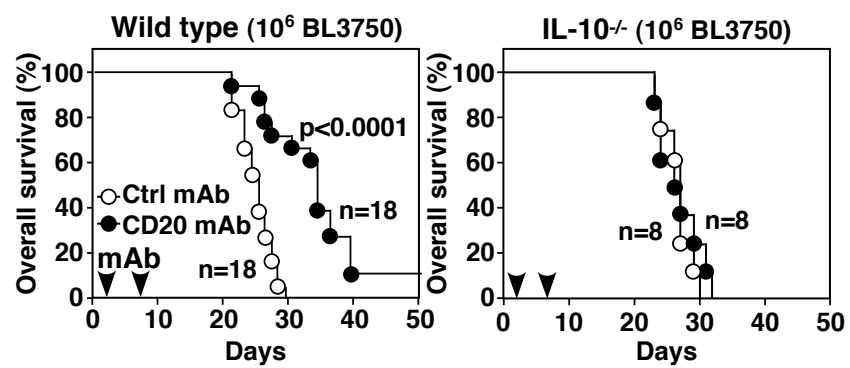 Wild type (10⁶ BL3750)
Overall survival (%)
100
80
60
40
20
0
p<0.0001
Ctrl mAb
CD20 mAb
n=18
mAb
n=18
0 10 20 30 40 50
Days
IL-10⁻/⁻ (10⁶ BL3750)
Overall survival (%)
100
80
60
40
20
0
n=8
n=8
0 10 20 30 40 50
Days